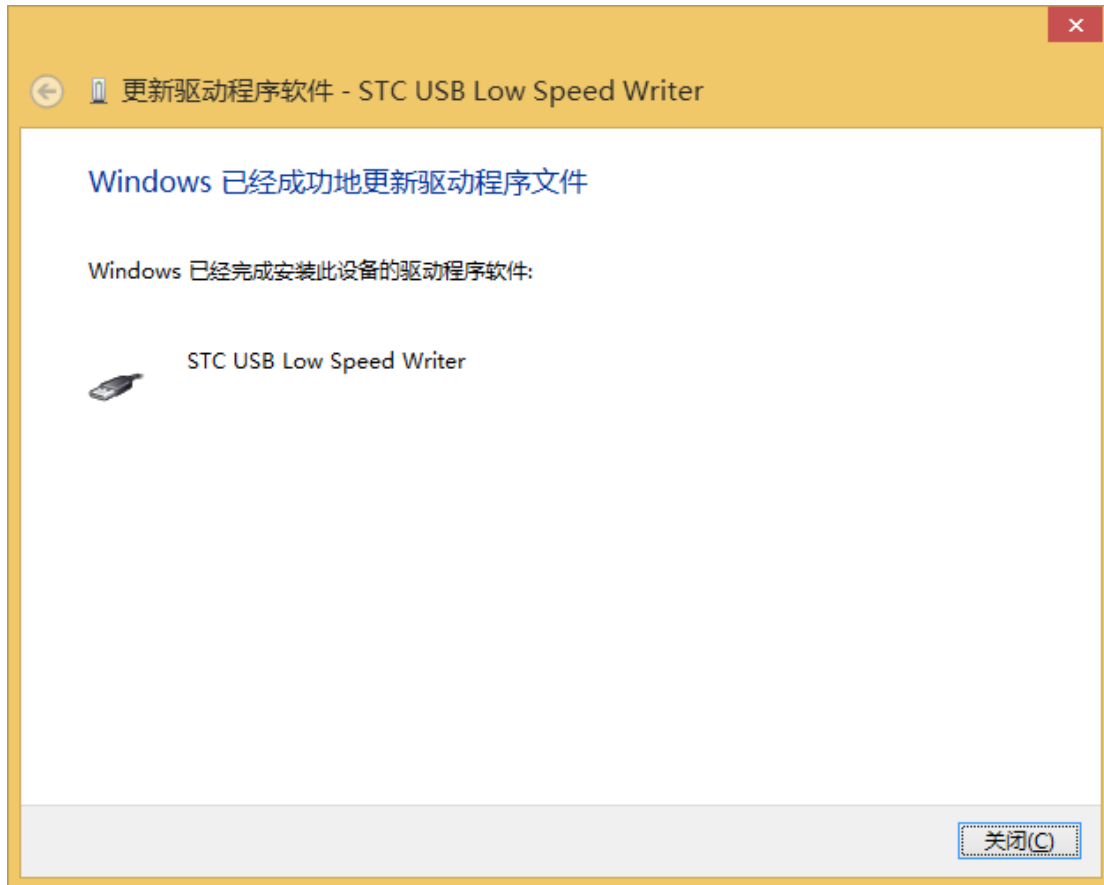 更新驱动程序软件 - STC USB Low Speed Writer
Windows 已经成功地更新驱动程序文件
Windows 已经完成安装此设备的驱动程序软件:
STC USB Low Speed Writer
关闭(C)